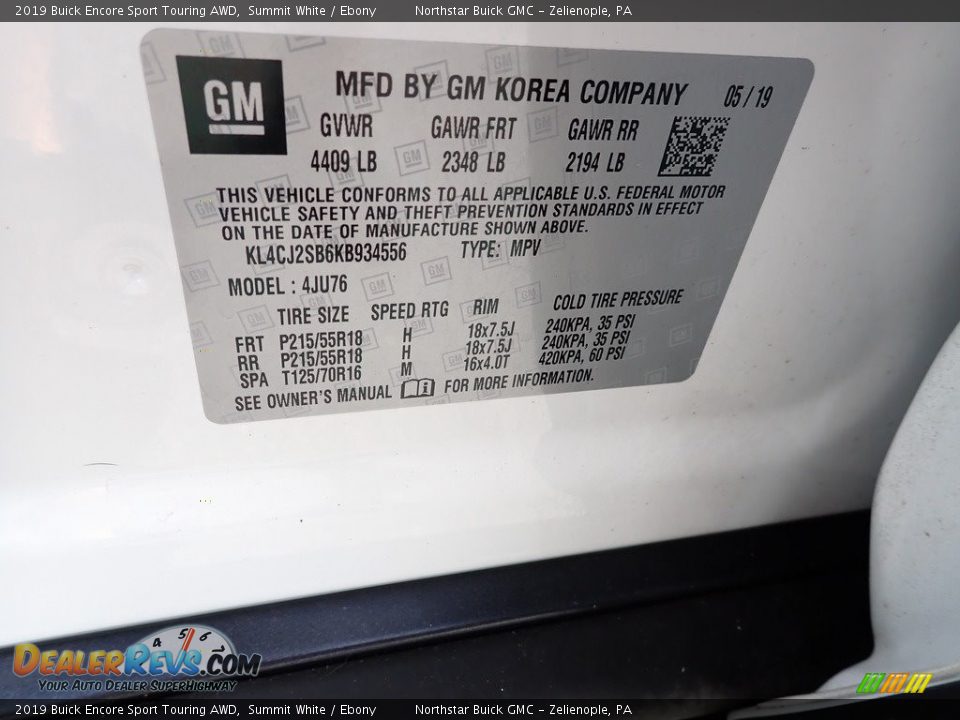 2019 Buick Encore Sport Touring AWD, Summit White / Ebony Northstar Buick GMC - Zelienople, PA
GM
MFD BY GM KOREA COMPANY 05 / 19
GVWR GAWR FRT GAWR RR
4409 LB 2348 LB 2194 LB
THIS VEHICLE CONFORMS TO ALL APPLICABLE U.S. FEDERAL MOTOR
VEHICLE SAFETY AND THEFT PREVENTION STANDARDS IN EFFECT
ON THE DATE OF MANUFACTURE SHOWN ABOVE.
KL4CJ2SB6KB934556 TYPE: MPV
MODEL : 4JU76
TIRE SIZE SPEED RTG RIM COLD TIRE PRESSURE
FRT P215/55R18 H 18x7.5J 240KPA, 35 PSI
RR P215/55R18 H 18x7.5J 240KPA, 35 PSI
SPA T125/70R16 M 16x4.0T 420KPA, 60 PSI
SEE OWNER'S MANUAL i FOR MORE INFORMATION.
4 5 6
DEALERREVS.COM
YOUR AUTO DEALER SUPERHIGHWAY
2019 Buick Encore Sport Touring AWD, Summit White / Ebony Northstar Buick GMC - Zelienople, PA